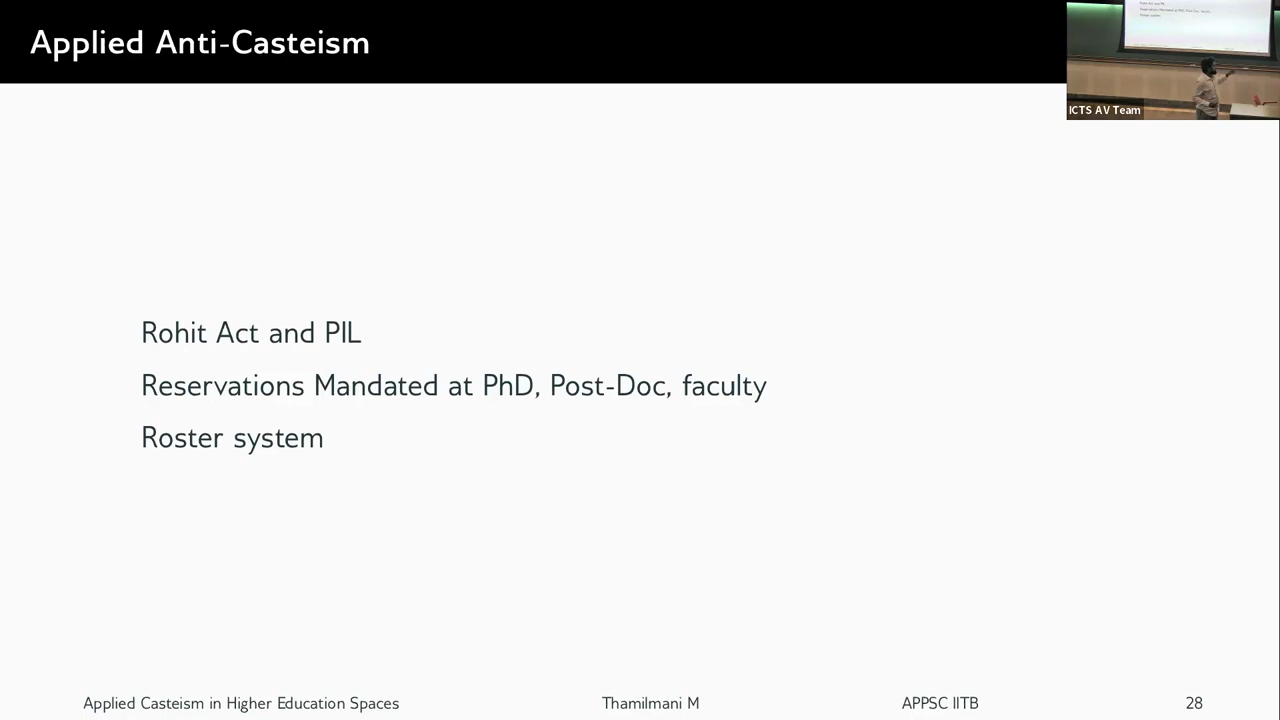 Applied Anti-Casteism
ICTS AV Team
Rohit Act and PIL
Reservations Mandated at PhD, Post-Doc, faculty
Roster system
Applied Casteism in Higher Education Spaces
Thamilmani M
APPSC IITB
28